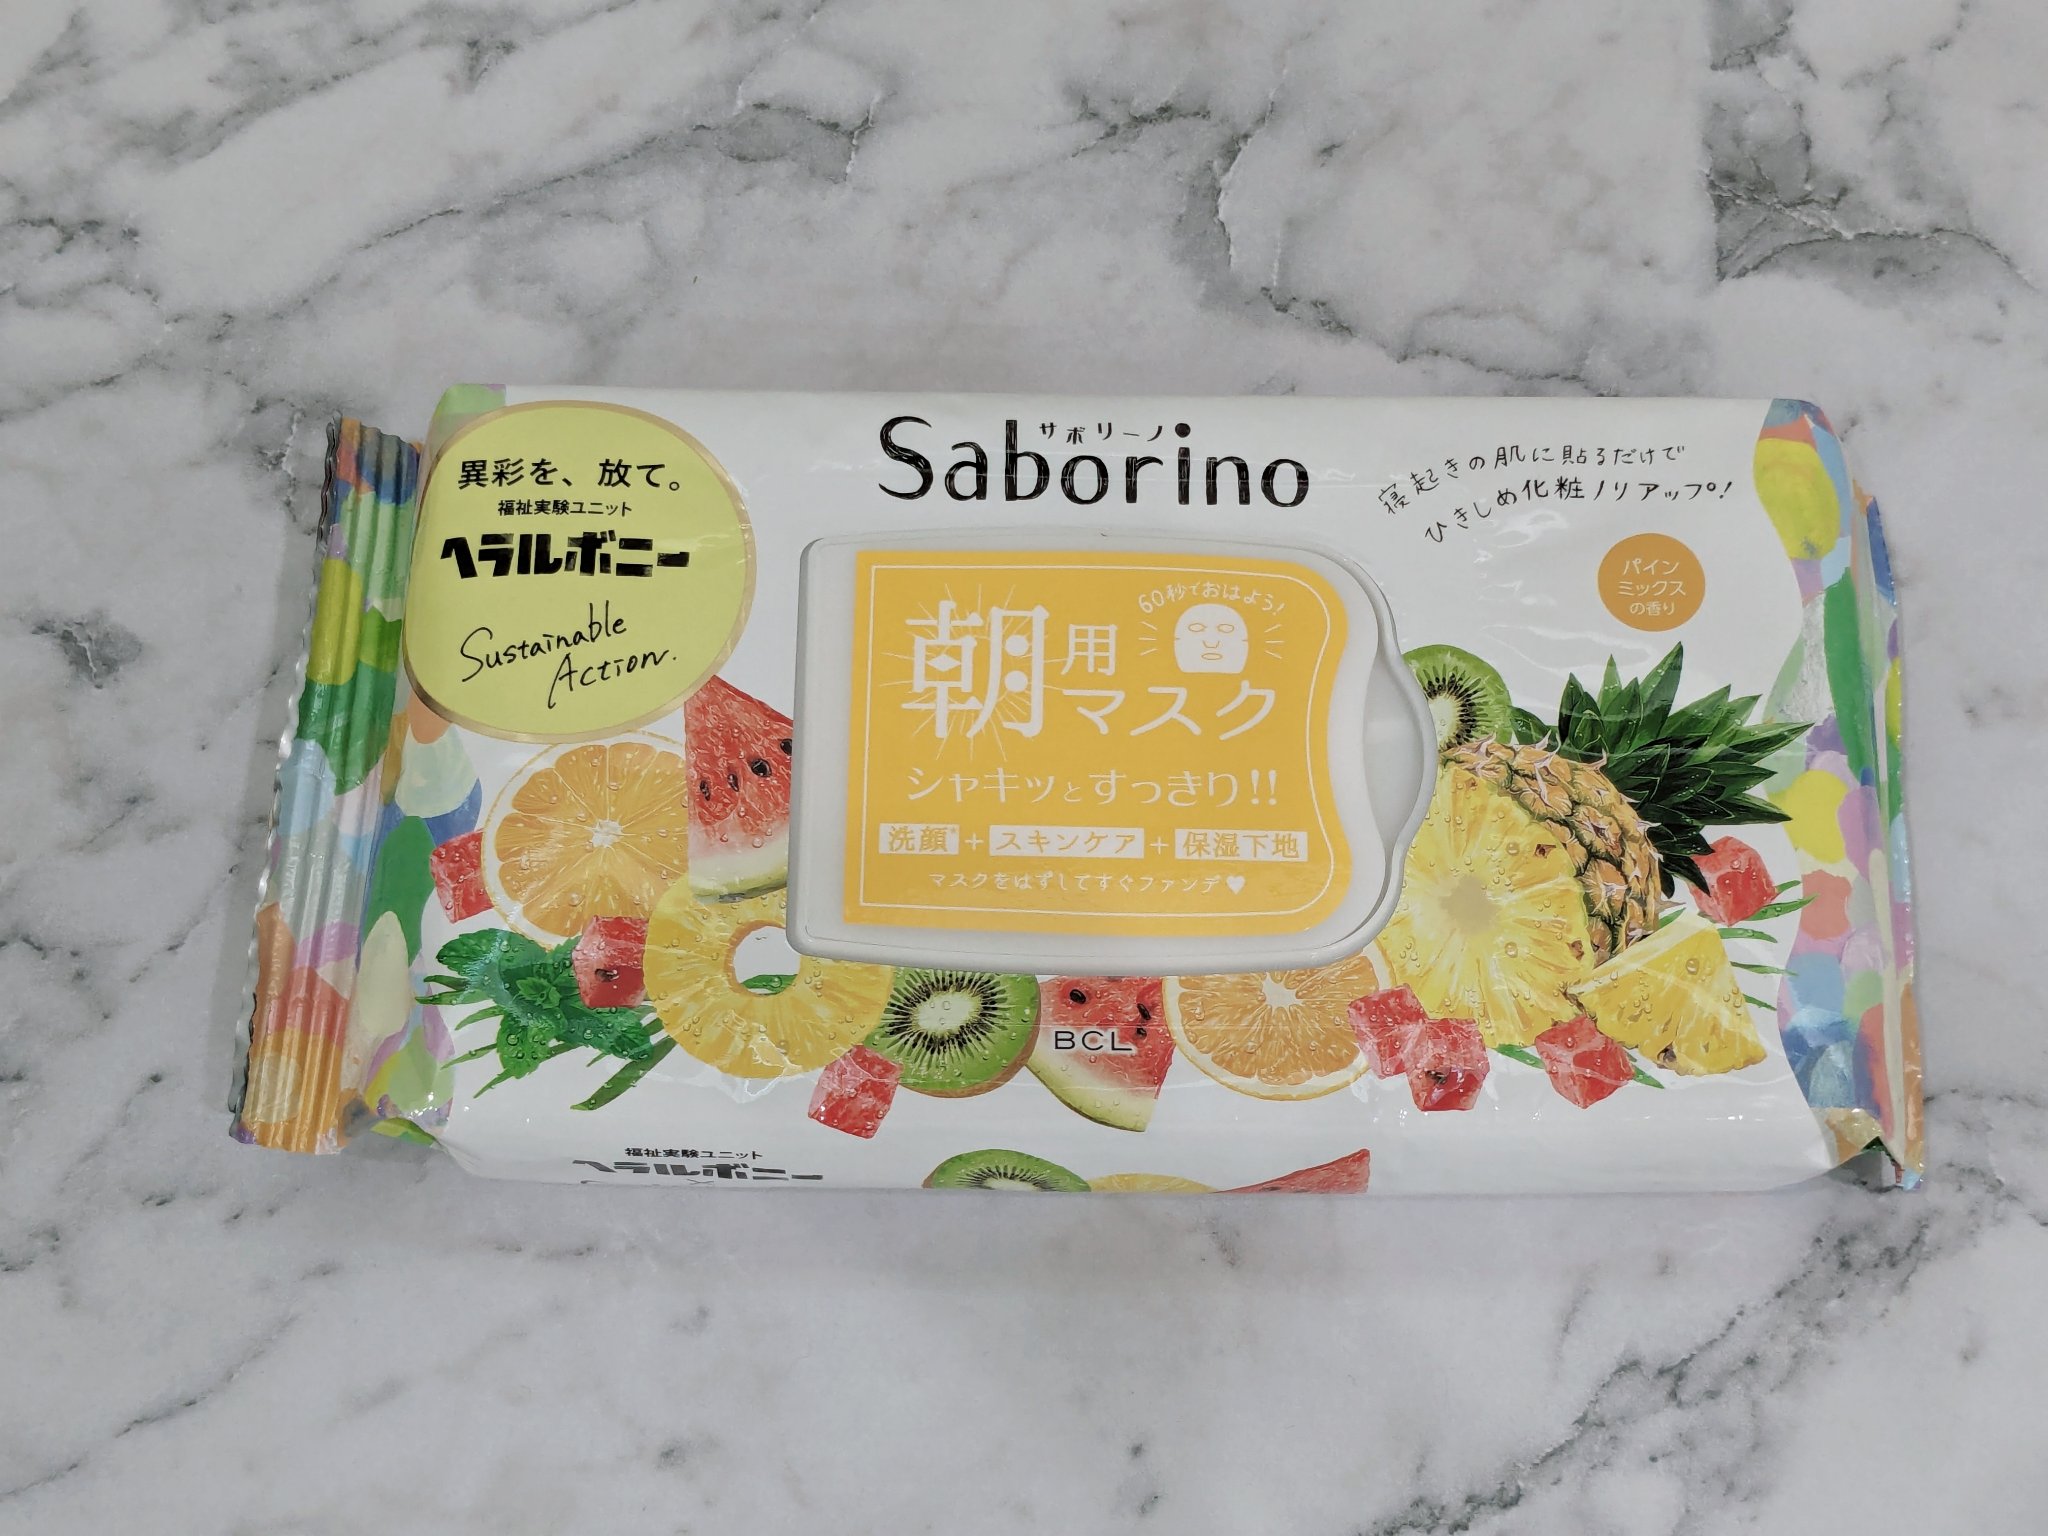 サボリーノ
Saborino
異彩を、放て。
福祉実験ユニット
ヘラルボニー
Sustainable
Action.
寝起きの肌に貼るだけで
ひきしめ化粧ノリアップ!
パイン
ミックス
の香り
60秒でおはよう!
朝用マスク
シャキッとすっきり!!
洗顔*+スキンケア+保湿下地
マスクをはずしてすぐファンデ♥
BCL
福祉実験ユニット
ヘラルボニー